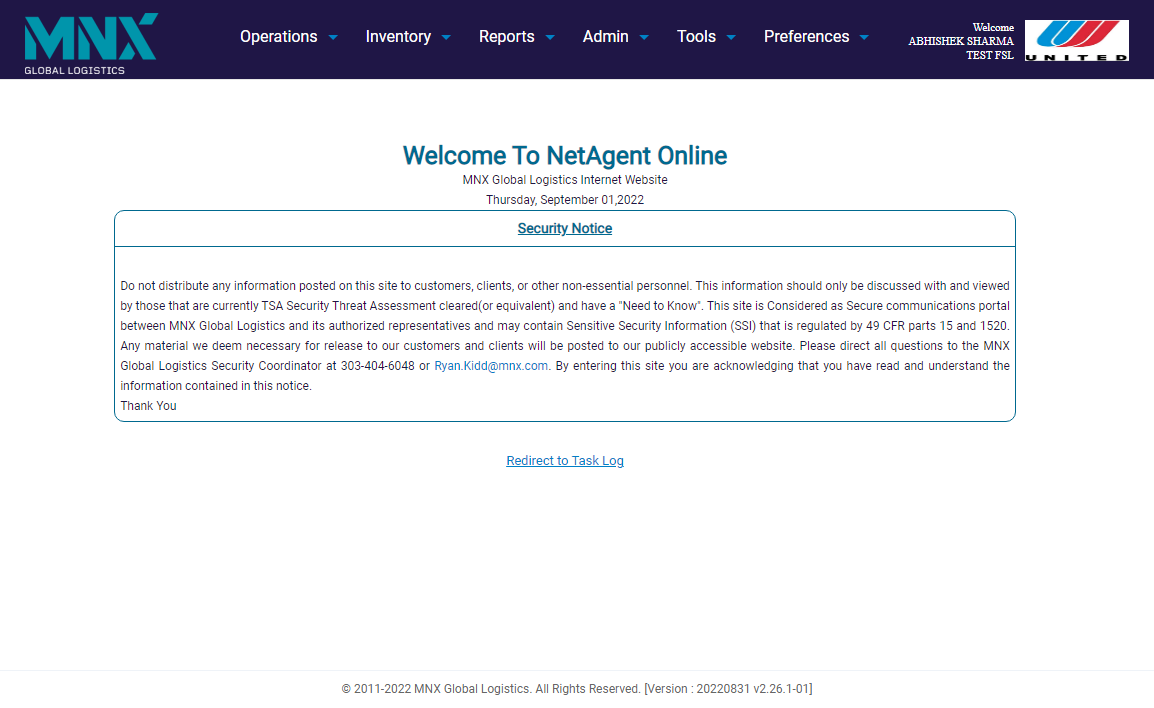 MNX
GLOBAL LOGISTICS
Operations Inventory Reports Admin Tools Preferences
Welcome
ABHISHEK SHARMA
TEST FSL
UNITED
Welcome To NetAgent Online
MNX Global Logistics Internet Website
Thursday, September 01,2022
Security Notice
Do not distribute any information posted on this site to customers, clients, or other non-essential personnel. This information should only be discussed with and viewed
by those that are currently TSA Security Threat Assessment cleared(or equivalent) and have a "Need to Know". This site is Considered as Secure communications portal
between MNX Global Logistics and its authorized representatives and may contain Sensitive Security Information (SSI) that is regulated by 49 CFR parts 15 and 1520.
Any material we deem necessary for release to our customers and clients will be posted to our publicly accessible website. Please direct all questions to the MNX
Global Logistics Security Coordinator at 303-404-6048 or Ryan.Kidd@mnx.com. By entering this site you are acknowledging that you have read and understand the
information contained in this notice.
Thank You
Redirect to Task Log
© 2011-2022 MNX Global Logistics. All Rights Reserved. [Version : 20220831 v2.26.1-01]